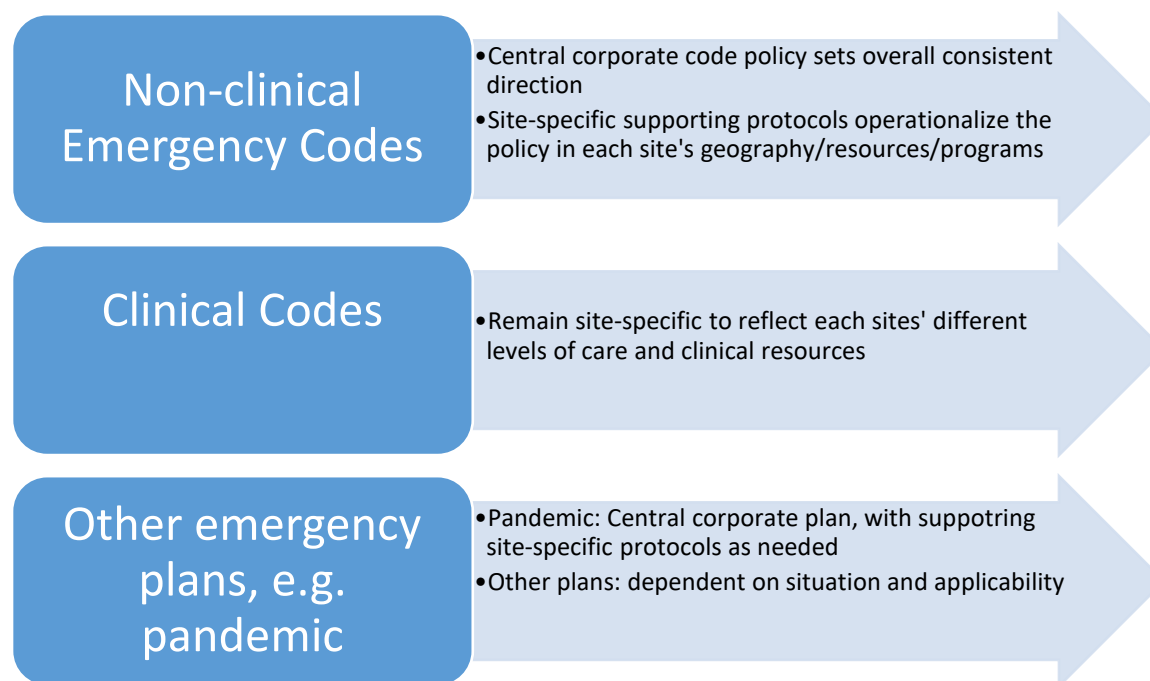 Non-clinical
Emergency Codes
•Central corporate code policy sets overall consistent
direction
•Site-specific supporting protocols operationalize the
policy in each site's geography/resources/programs
Clinical Codes
•Remain site-specific to reflect each sites' different
levels of care and clinical resources
Other emergency
plans, e.g.
pandemic
•Pandemic: Central corporate plan, with suppotring
site-specific protocols as needed
•Other plans: dependent on situation and applicability